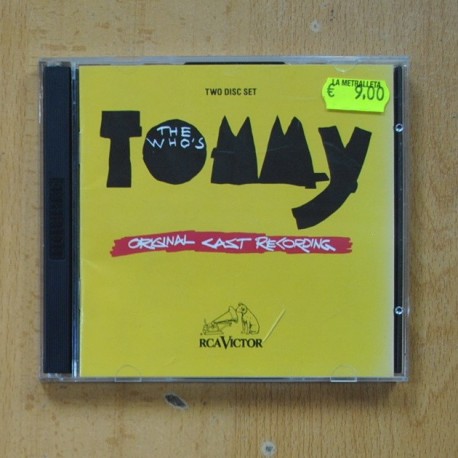 LA METRALLETA
€ 9,00
TWO DISC SET
THE WHO'S
TOMMY
ORIGINAL CAST RECORDING
RCA VICTOR